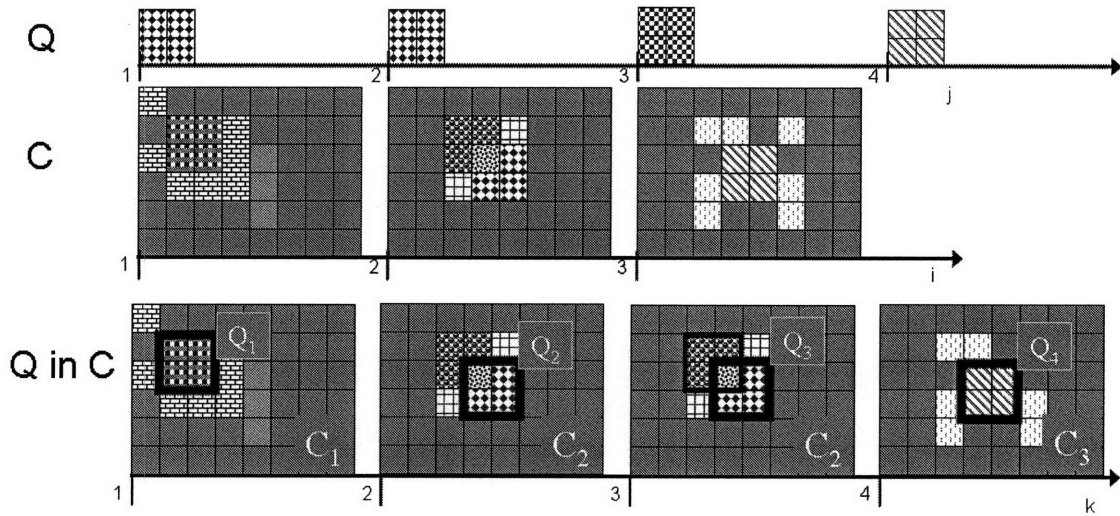 Q
1 2 3 4 j
C
1 2 3 i
Q in C
Q₁ Q₂ Q₃ Q₄
C₁ C₂ C₂ C₃
1 2 3 4 k